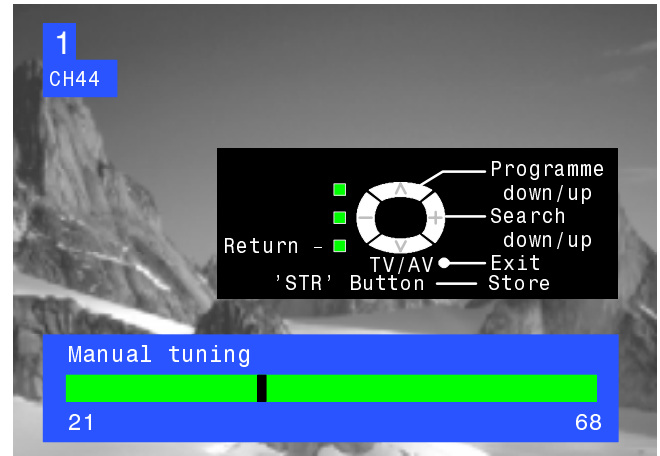 1
CH44
Programme
down/up
Search
down/up
Return –
TV/AV Exit
'STR' Button — Store
Manual tuning
21 68